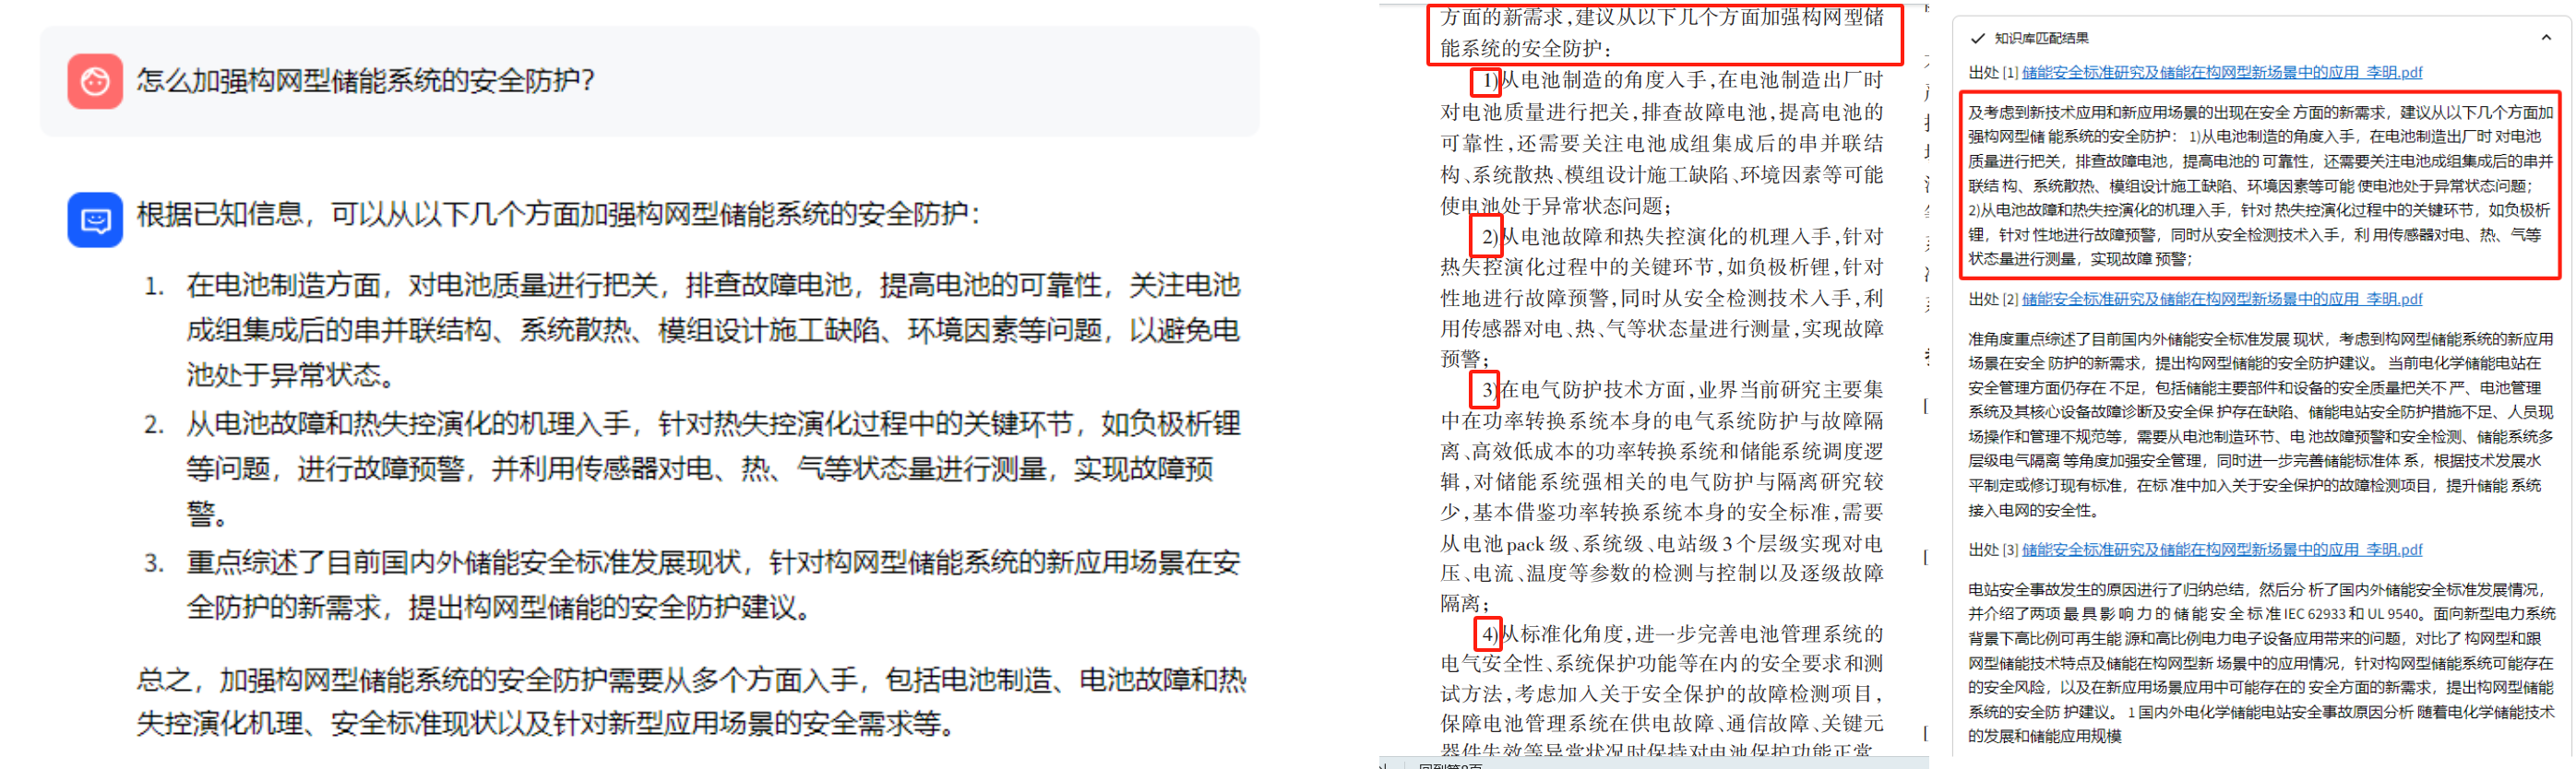 怎么加强构网型储能系统的安全防护？
根据已知信息，可以从以下几个方面加强构网型储能系统的安全防护：
1. 在电池制造方面，对电池质量进行把关，排查故障电池，提高电池的可靠性，关注电池
成组集成后的串并联结构、系统散热、模组设计施工缺陷、环境因素等问题，以避免电
池处于异常状态。
2. 从电池故障和热失控演化的机理入手，针对热失控演化过程中的关键环节，如负极析锂
等问题，进行故障预警，并利用传感器对电、热、气等状态量进行测量，实现故障预
警。
3. 重点综述了目前国内外储能安全标准发展现状，针对构网型储能系统的新应用场景在安
全防护的新需求，提出构网型储能的安全防护建议。
总之，加强构网型储能系统的安全防护需要从多个方面入手，包括电池制造、电池故障和热
失控演化机理、安全标准现状以及针对新型应用场景的安全需求等。
方面的新需求,建议从以下几个方面加强构网型储
能系统的安全防护:
1)从电池制造的角度入手,在电池制造出厂时
对电池质量进行把关,排查故障电池,提高电池的
可靠性,还需要关注电池成组集成后的串并联结
构、系统散热、模组设计施工缺陷、环境因素等可能
使电池处于异常状态问题;
2)从电池故障和热失控演化的机理入手,针对
热失控演化过程中的关键环节,如负极析锂,针对
性地进行故障预警,同时从安全检测技术入手,利
用传感器对电、热、气等状态量进行测量,实现故障
预警;
3)在电气防护技术方面,业界当前研究主要集
中在功率转换系统本身的电气系统防护与故障隔
离、高效低成本的功率转换系统和储能系统调度逻
辑,对储能系统强相关的电气防护与隔离研究较
少,基本借鉴功率转换系统本身的安全标准,需要
从电池pack级、系统级、电站级3个层级实现对电
压、电流、温度等参数的检测与控制以及逐级故障
隔离;
4)从标准化角度,进一步完善电池管理系统的
电气安全性、系统保护功能等在内的安全要求和测
试方法,考虑加入关于安全保护的故障检测项目,
保障电池管理系统在供电故障、通信故障、关键元
器件失效等异常状况时保持对电池保护功能正常
知识库匹配结果
出处 [1] 储能安全标准研究及储能在构网型新场景中的应用_李明.pdf
及考虑到新技术应用和新应用场景的出现在安全 方面的新需求，建议从以下几个方面加
强构网型储 能系统的安全防护： 1)从电池制造的角度入手，在电池制造出厂时 对电池
质量进行把关，排查故障电池，提高电池的 可靠性，还需要关注电池成组集成后的串并
联结 构、系统散热、模组设计施工缺陷、环境因素等可能 使电池处于异常状态问题；
2)从电池故障和热失控演化的机理入手，针对 热失控演化过程中的关键环节，如负极析
锂，针对 性地进行故障预警，同时从安全检测技术入手，利 用传感器对电、热、气等
状态量进行测量，实现故障 预警；
出处 [2] 储能安全标准研究及储能在构网型新场景中的应用_李明.pdf
准角度重点综述了目前国内外储能安全标准发展 现状，考虑到构网型储能系统的新应用
场景在安全 防护的新需求，提出构网型储能的安全防护建议。 当前电化学储能电站在
安全管理方面仍存在 不足，包括储能主要部件和设备的安全质量把关不 严、电池管理
系统及其核心设备故障诊断及安全保 护存在缺陷、储能电站安全防护措施不足、人员现
场操作和管理不规范等，需要从电池制造环节、电 池故障预警和安全检测、储能系统多
层级电气隔离 等角度加强安全管理，同时进一步完善储能标准体 系，根据技术发展水
平制定或修订现有标准，在标 准中加入关于安全保护的故障检测项目，提升储能 系统
接入电网的安全性。
出处 [3] 储能安全标准研究及储能在构网型新场景中的应用_李明.pdf
电站安全事故发生的原因进行了归纳总结，然后分 析了国内外储能安全标准发展情况，
并介绍了两项 最 具 影 响 力 的 储 能 安 全 标 准 IEC 62933 和 UL 9540。面向新型电力系统
背景下高比例可再生能 源和高比例电力电子设备应用带来的问题，对比了 构网型和跟
网型储能技术特点及储能在构网型新 场景中的应用情况，针对构网型储能系统可能存在
的安全风险，以及在新应用场景应用中可能存在的 安全方面的新需求，提出构网型储能
系统的安全防 护建议。 1 国内外电化学储能电站安全事故原因分析 随着电化学储能技术
的发展和储能应用规模